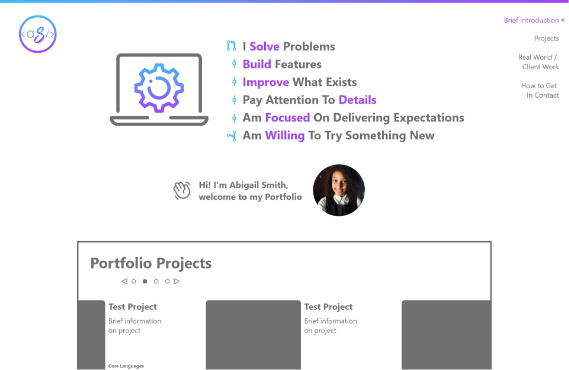 <aS/>
Brief Introduction
Projects
Real World /
Client Work
How to Get
In Contact
I Solve Problems
Build Features
Improve What Exists
Pay Attention To Details
Am Focused On Delivering Expectations
Am Willing To Try Something New
Hi! I'm Abigail Smith,
welcome to my Portfolio
Portfolio Projects
Test Project
Brief information
on project
Core Languages
Test Project
Brief information
on project